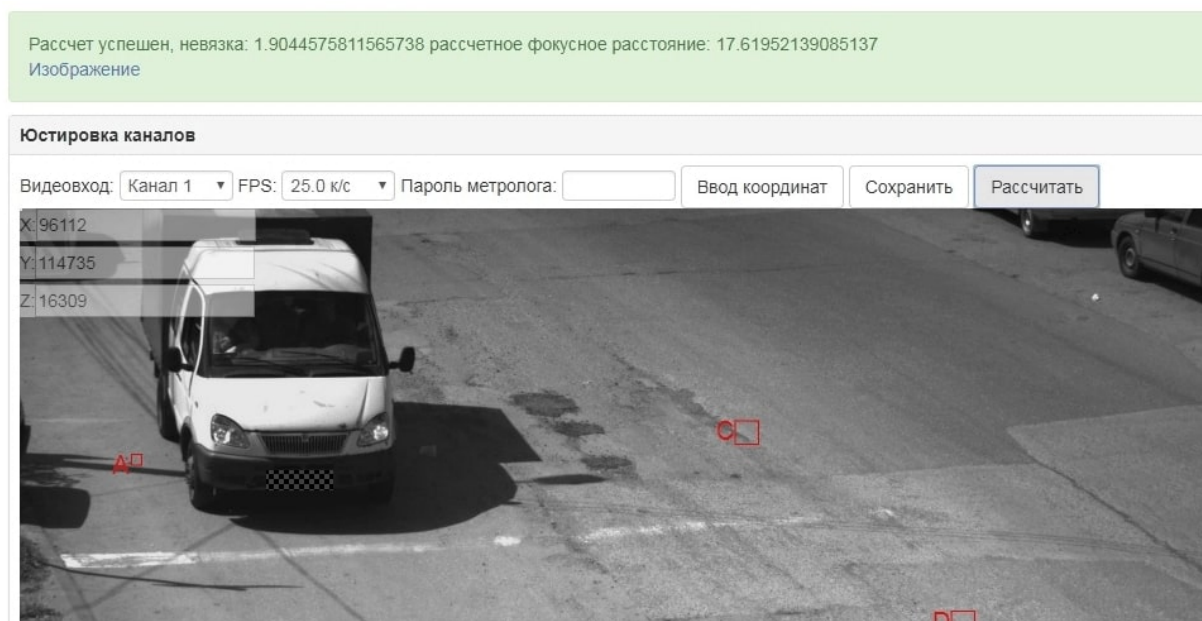 Рассчет успешен, невязка: 1.9044575811565738 рассчетное фокусное расстояние: 17.61952139085137
Изображение
Юстировка каналов
Видеовход: Канал 1 FPS: 25.0 к/с Пароль метролога: Ввод координат Сохранить Рассчитать
X: 96112
Y: 114735
Z: 16309
C
A
D